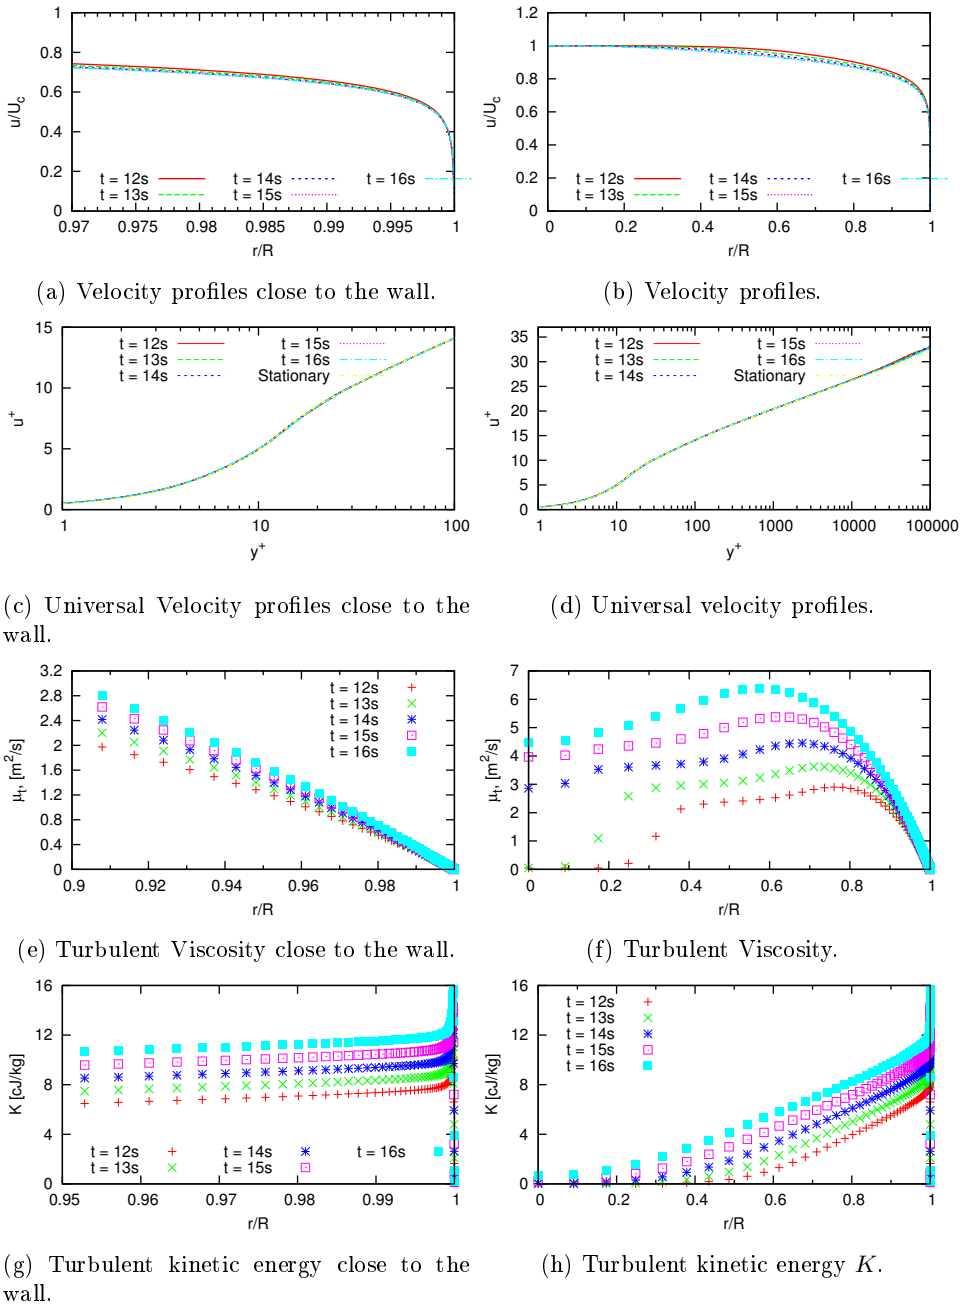 1
0.8
0.6
0.4
0.2
0
u/Uc
t = 12s
t = 13s
t = 14s
t = 15s
t = 16s
0.97 0.975 0.98 0.985 0.99 0.995 1
r/R
(a) Velocity profiles close to the wall.
1.2
1
0.8
0.6
0.4
0.2
0
u/Uc
t = 12s
t = 13s
t = 14s
t = 15s
t = 16s
0 0.2 0.4 0.6 0.8 1
r/R
(b) Velocity profiles.
15
10
5
0
u+
t = 12s
t = 13s
t = 14s
t = 15s
t = 16s
Stationary
1 10 100
y+
(c) Universal Velocity profiles close to the
wall.
35
30
25
20
15
10
5
0
u+
t = 12s
t = 13s
t = 14s
t = 15s
t = 16s
Stationary
1 10 100 1000 10000 100000
y+
(d) Universal velocity profiles.
3.2
2.8
2.4
2
1.6
1.2
0.8
0.4
0
μt, [m²/s]
t = 12s
t = 13s
t = 14s
t = 15s
t = 16s
0.9 0.92 0.94 0.96 0.98 1
r/R
(e) Turbulent Viscosity close to the wall.
7
6
5
4
3
2
1
0
μt, [m²/s]
t = 12s
t = 13s
t = 14s
t = 15s
t = 16s
0 0.2 0.4 0.6 0.8 1
r/R
(f) Turbulent Viscosity.
16
12
8
4
0
K [cJ/kg]
t = 12s
t = 13s
t = 14s
t = 15s
t = 16s
0.95 0.96 0.97 0.98 0.99 1
r/R
(g) Turbulent kinetic energy close to the
wall.
16
12
8
4
0
K [cJ/kg]
t = 12s
t = 13s
t = 14s
t = 15s
t = 16s
0 0.2 0.4 0.6 0.8 1
r/R
(h) Turbulent kinetic energy K.